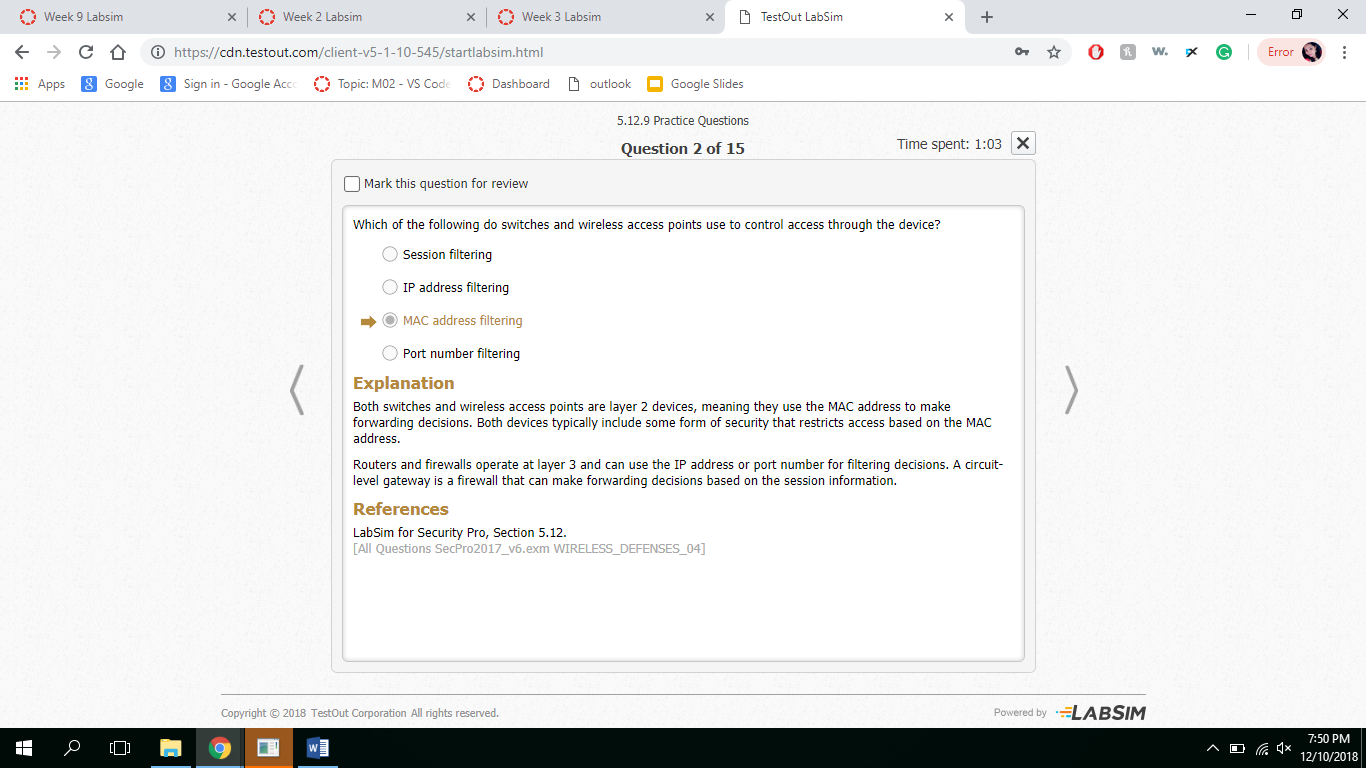 Week 9 Labsim
Week 2 Labsim
Week 3 Labsim
TestOut LabSim
https://cdn.testout.com/client-v5-1-10-545/startlabsim.html
Error
Apps
Google
Sign in - Google Acco
Topic: M02 - VS Code
Dashboard
outlook
Google Slides
5.12.9 Practice Questions
Question 2 of 15
Time spent: 1:03
Mark this question for review
Which of the following do switches and wireless access points use to control access through the device?
Session filtering
IP address filtering
MAC address filtering
Port number filtering
Explanation
Both switches and wireless access points are layer 2 devices, meaning they use the MAC address to make
forwarding decisions. Both devices typically include some form of security that restricts access based on the MAC
address.
Routers and firewalls operate at layer 3 and can use the IP address or port number for filtering decisions. A circuit-
level gateway is a firewall that can make forwarding decisions based on the session information.
References
LabSim for Security Pro, Section 5.12.
[All Questions SecPro2017_v6.exm WIRELESS_DEFENSES_04]
Copyright © 2018 TestOut Corporation All rights reserved.
Powered by LABSIM
7:50 PM
12/10/2018